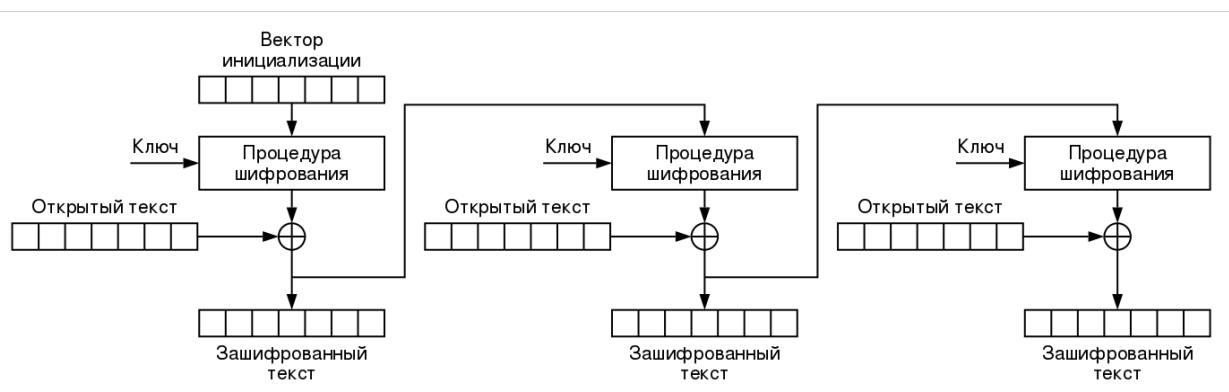 Вектор
инициализации
Ключ
Процедура
шифрования
Ключ
Процедура
шифрования
Ключ
Процедура
шифрования
Открытый текст
Открытый текст
Открытый текст
Зашифрованный
текст
Зашифрованный
текст
Зашифрованный
текст